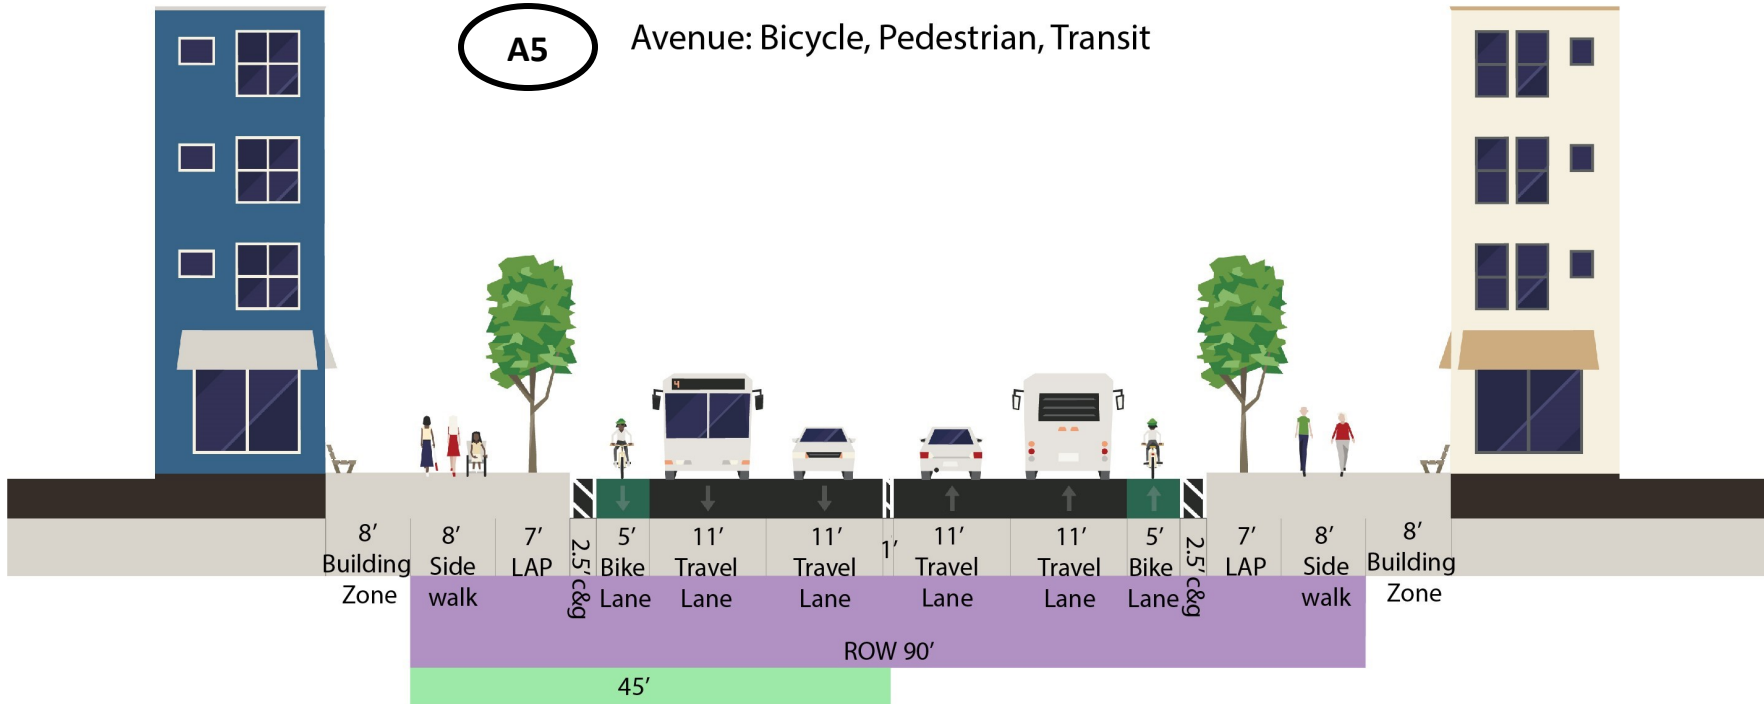 A5
Avenue: Bicycle, Pedestrian, Transit
4
8’ Building Zone
8’ Side walk
7’ LAP
2.5’ c&g
5’ Bike Lane
11’ Travel Lane
11’ Travel Lane
1’
11’ Travel Lane
11’ Travel Lane
5’ Bike Lane
2.5’ c&g
7’ LAP
8’ Side walk
8’ Building Zone
ROW 90’
45’